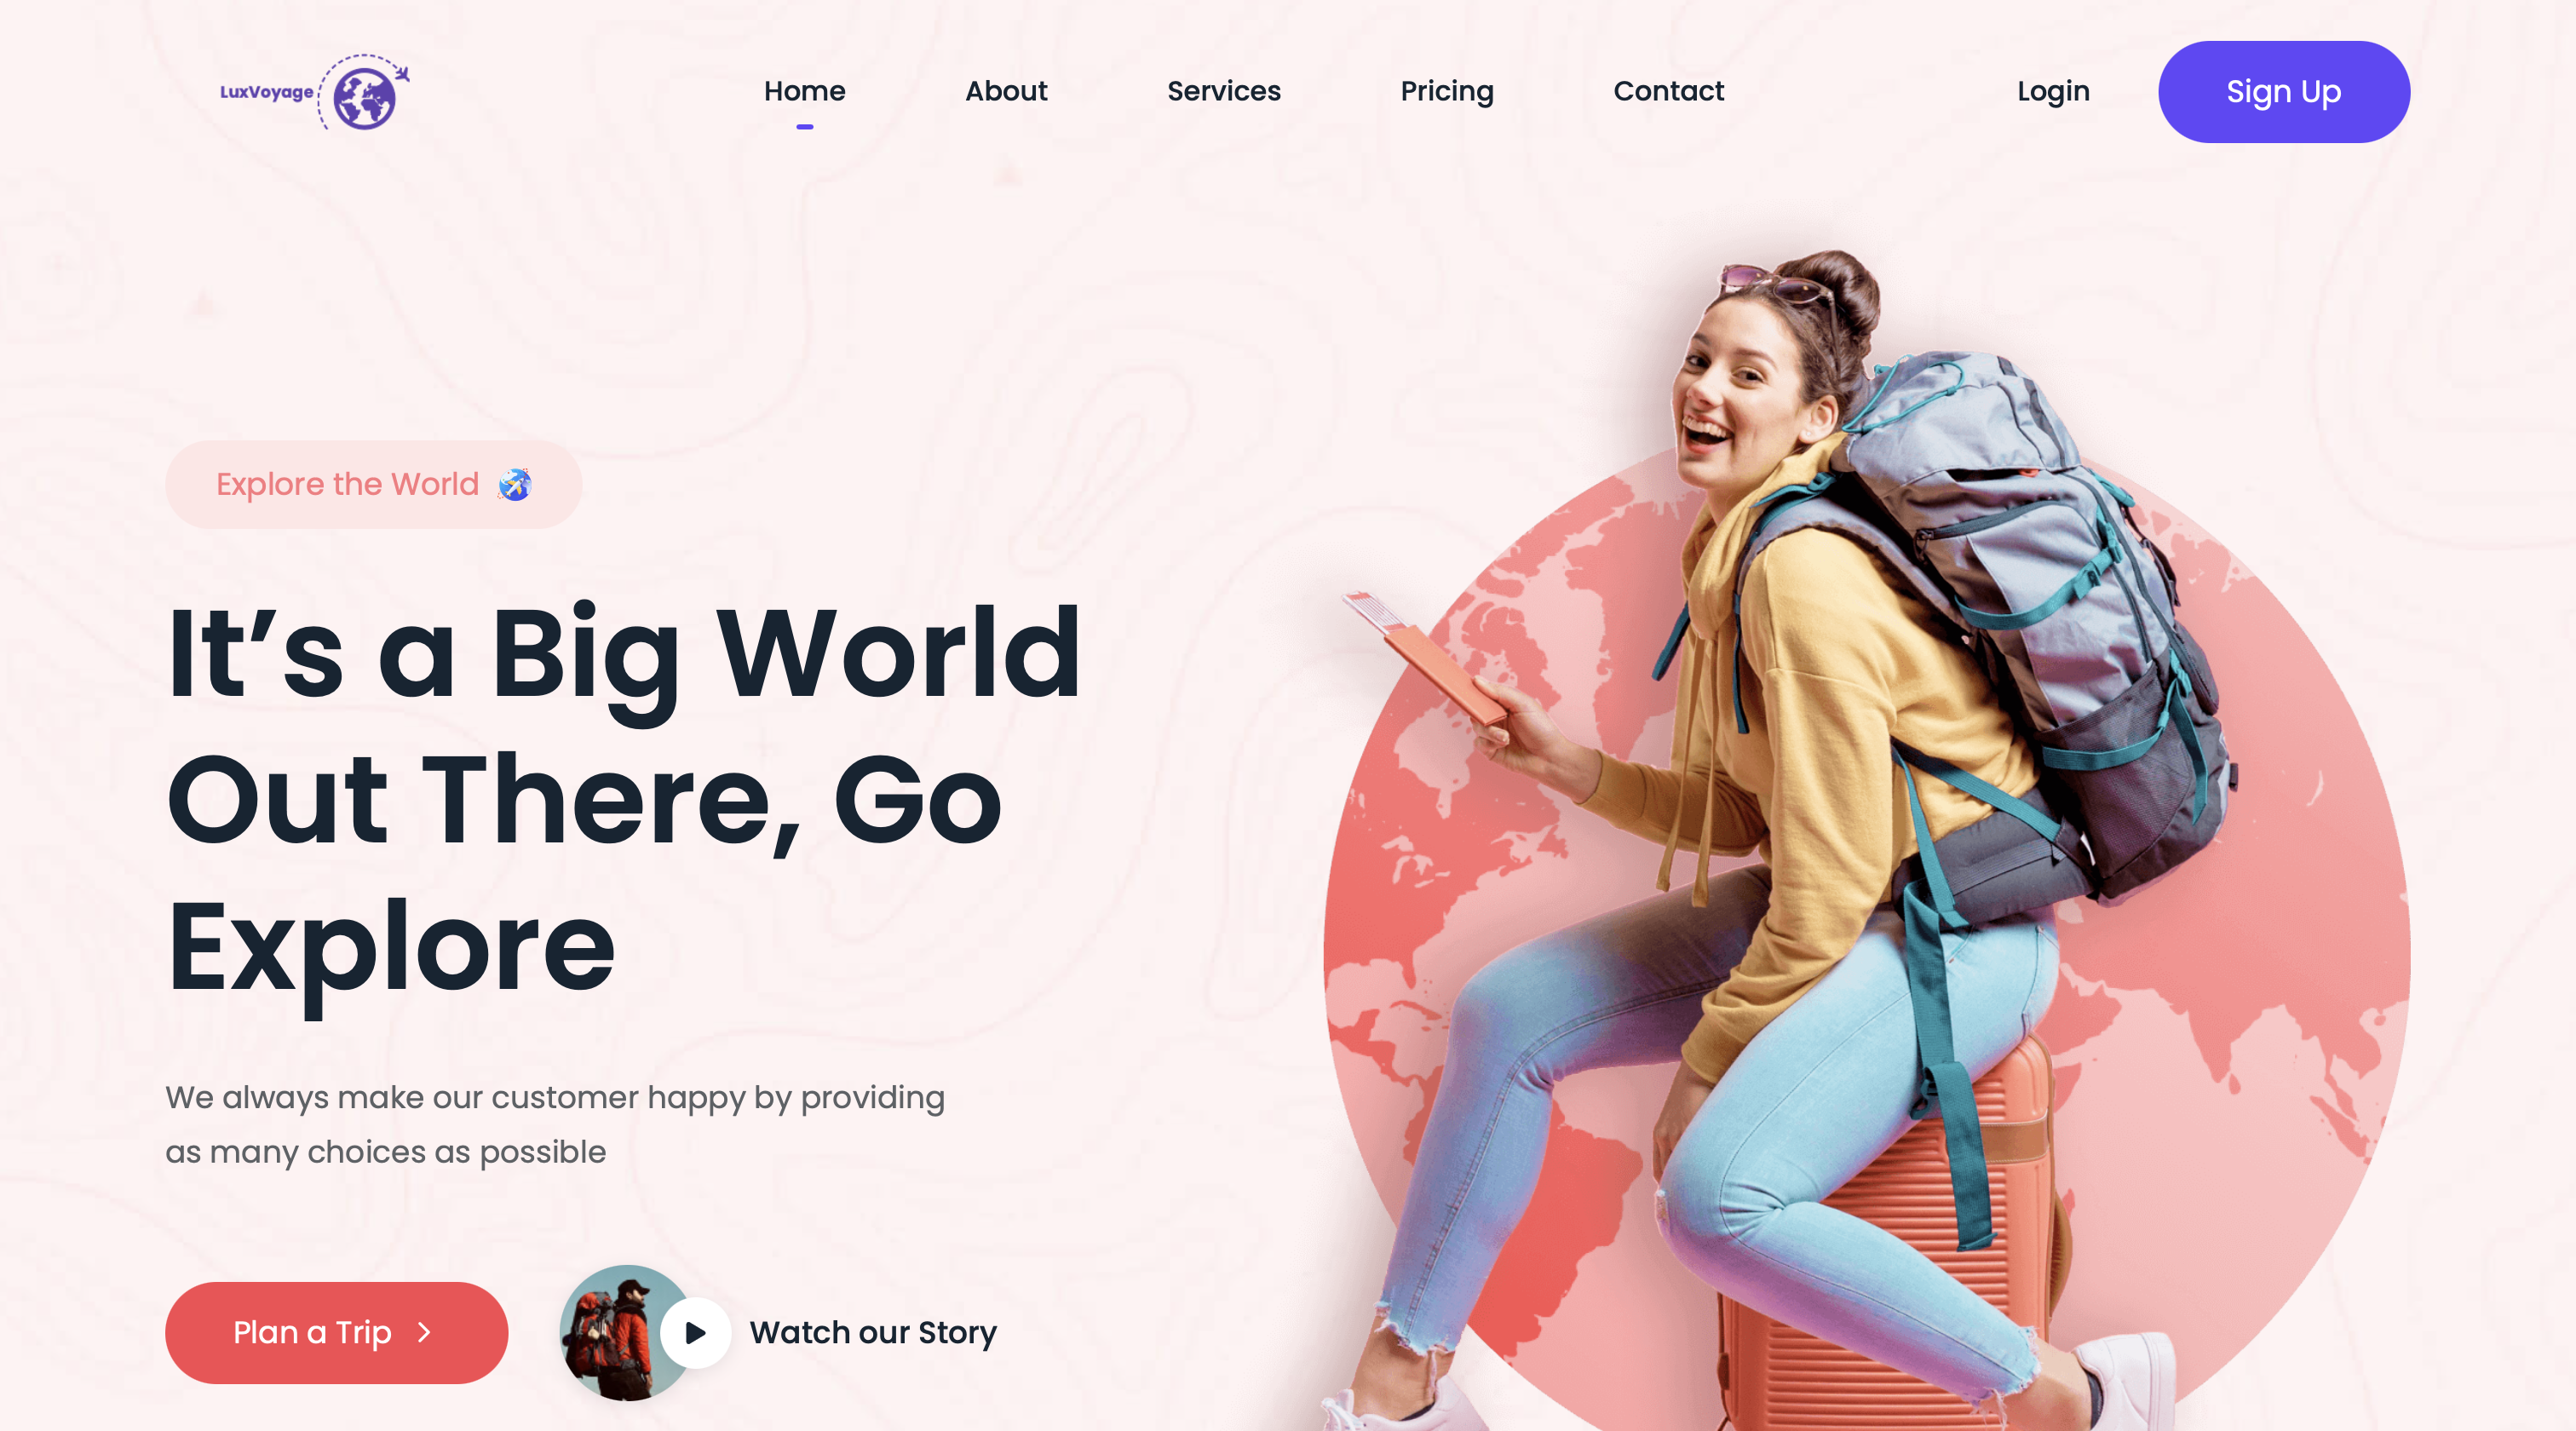 LuxVoyage
Home
About
Services
Pricing
Contact
Login
Sign Up
Explore the World
It’s a Big World
Out There, Go
Explore
We always make our customer happy by providing
as many choices as possible
Plan a Trip
Watch our Story